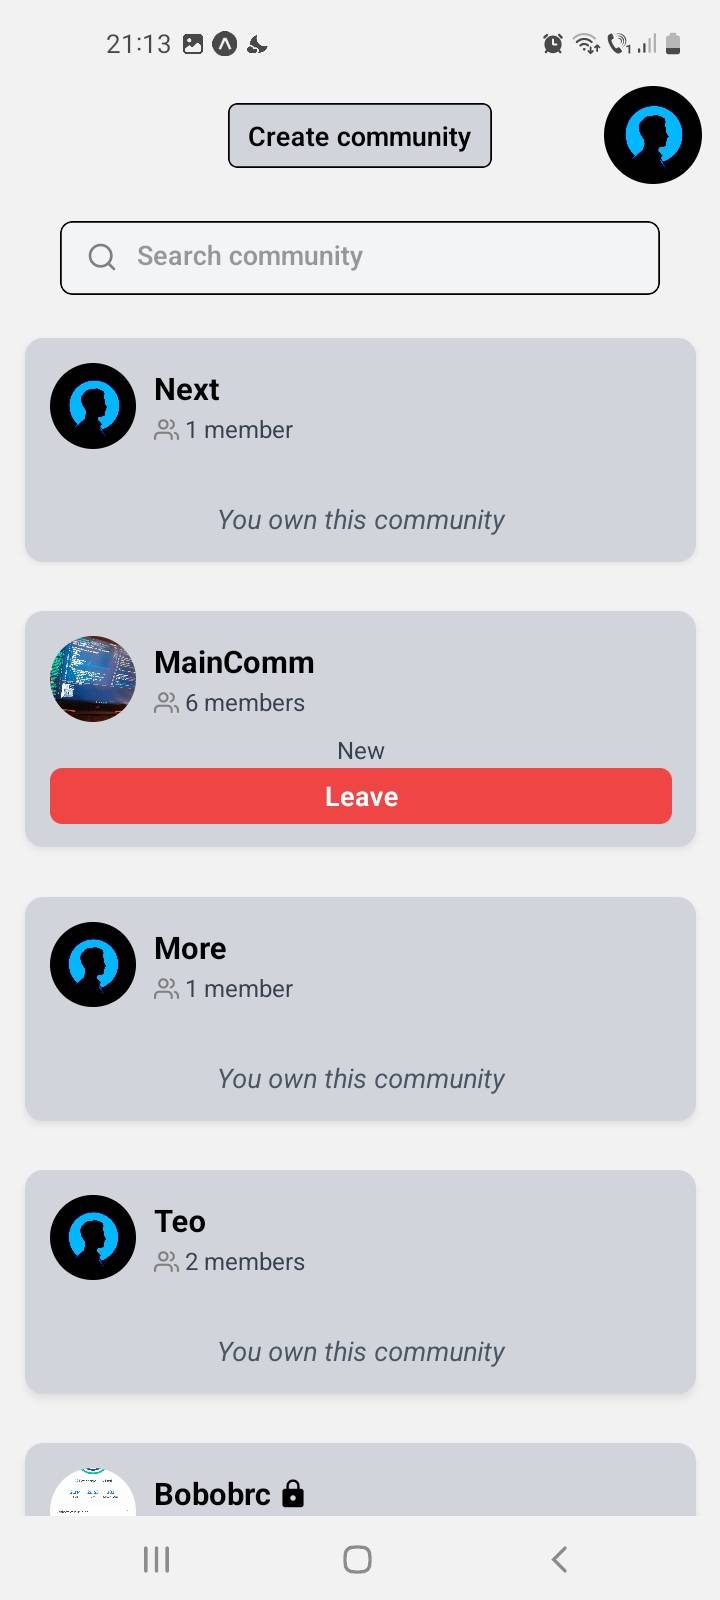 21:13
Create community
Search community
Next
1 member
You own this community
MainComm
6 members
New
Leave
More
1 member
You own this community
Teo
2 members
You own this community
Bobobrc